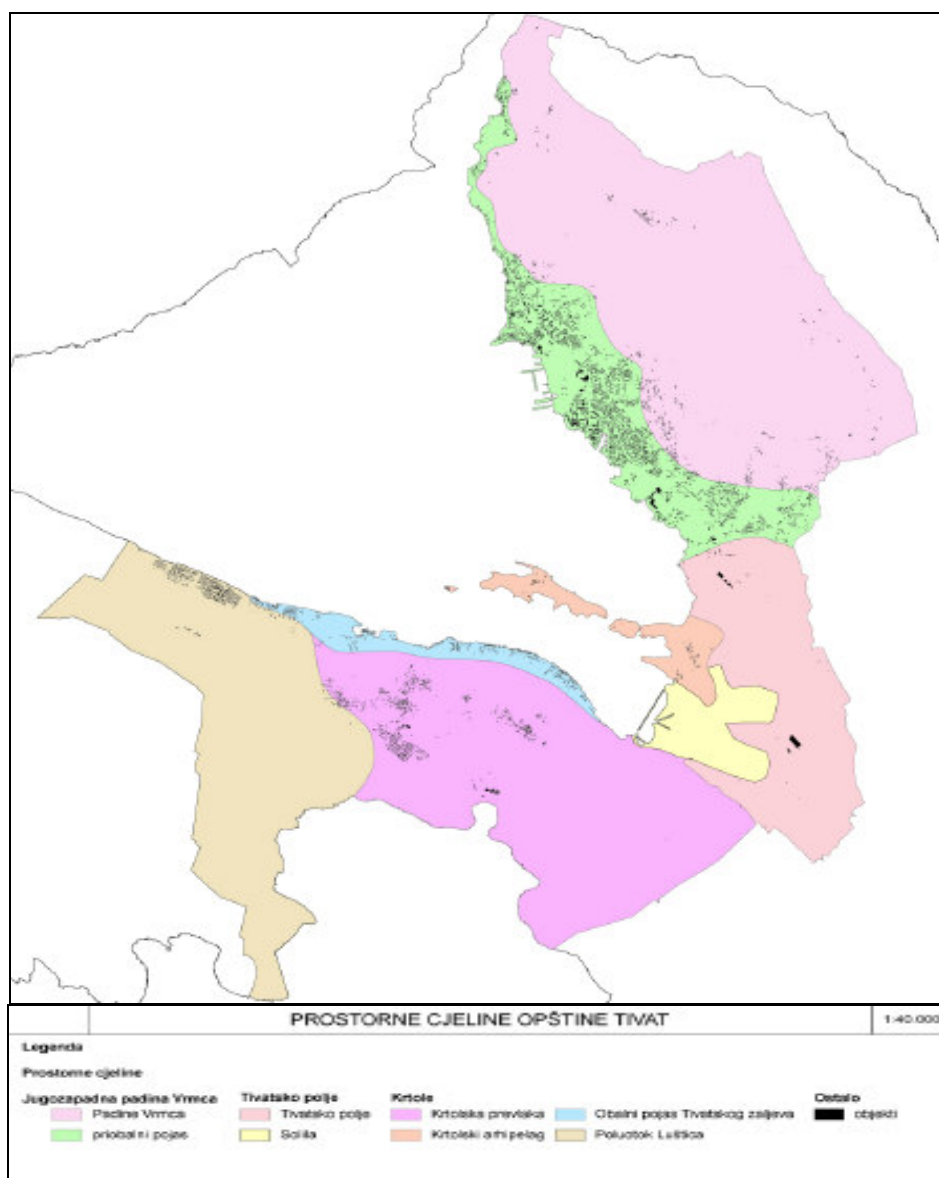 PROSTORNE CJELINE OPŠTINE TIVAT
1:40.000
Legenda
Prostorne cjeline
Jugozapadna padina Vrmca
Padine Vrmca
priobalni pojas
Tivatsko polje
Tivatsko polje
Solila
Krtole
Krtolska prevlaka
Krtolski arhipelag
Obalni pojas Tivatskog zaljeva
Poluotok Luštica
Ostalo
objekti